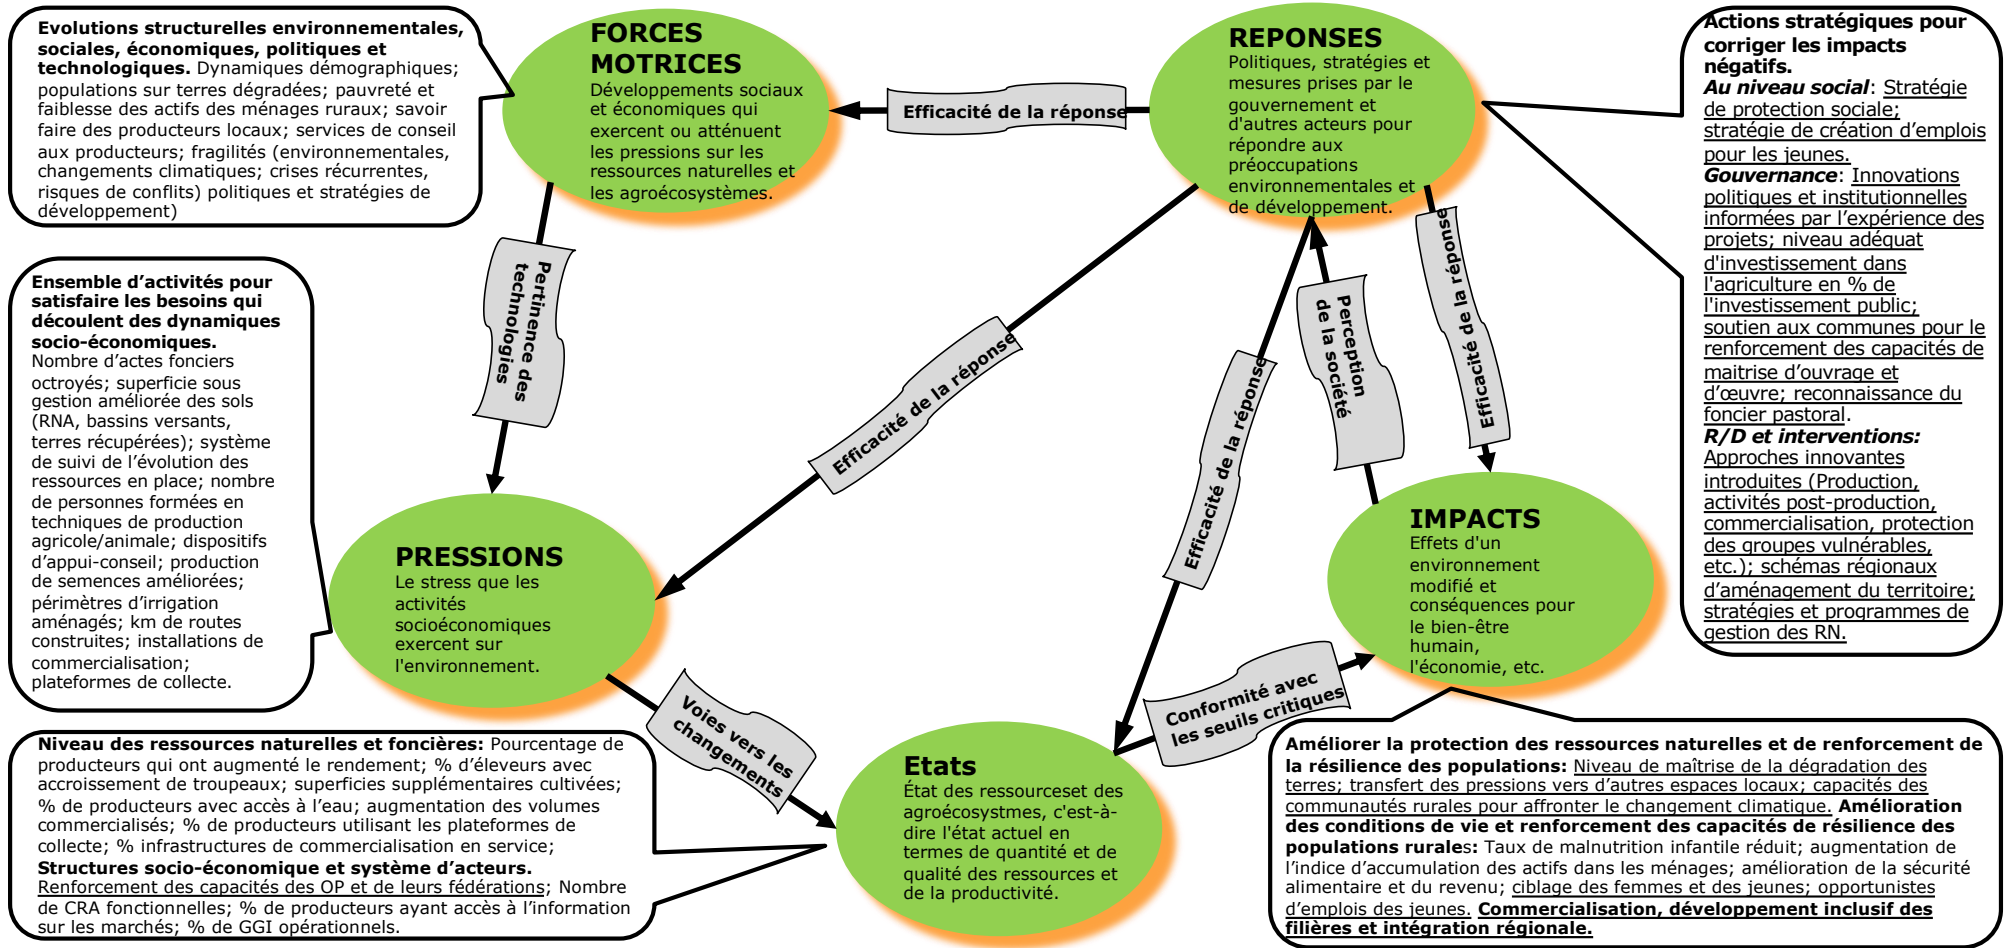 Evolutions structurelles environnementales,
sociales, économiques, politiques et
technologiques. Dynamiques démographiques;
populations sur terres dégradées; pauvreté et
faiblesse des actifs des ménages ruraux; savoir
faire des producteurs locaux; services de conseil
aux producteurs; fragilités (environnementales,
changements climatiques; crises récurrentes,
risques de conflits) politiques et stratégies de
développement)
FORCES
MOTRICES
Développements sociaux
et économiques qui
exercent ou atténuent
les pressions sur les
ressources naturelles et
les agroécosystèmes.
Efficacité de la réponse
REPONSES
Politiques, stratégies et
mesures prises par le
gouvernement et
d'autres acteurs pour
répondre aux
préoccupations
environnementales et
de développement.
Actions stratégiques pour
corriger les impacts
négatifs.
Au niveau social: Stratégie
de protection sociale;
stratégie de création d’emplois
pour les jeunes.
Gouvernance: Innovations
politiques et institutionnelles
informées par l’expérience des
projets; niveau adéquat
d'investissement dans
l'agriculture en % de
l'investissement public;
soutien aux communes pour le
renforcement des capacités de
maitrise d’ouvrage et
d’œuvre; reconnaissance du
foncier pastoral.
R/D et interventions:
Approches innovantes
introduites (Production,
activités post-production,
commercialisation, protection
des groupes vulnérables,
etc.); schémas régionaux
d’aménagement du territoire;
stratégies et programmes de
gestion des RN.
Ensemble d’activités pour
satisfaire les besoins qui
découlent des dynamiques
socio-économiques.
Nombre d’actes fonciers
octroyés; superficie sous
gestion améliorée des sols
(RNA, bassins versants,
terres récupérées); système
de suivi de l’évolution des
ressources en place; nombre
de personnes formées en
techniques de production
agricole/animale; dispositifs
d’appui-conseil; production
de semences améliorées;
périmètres d’irrigation
aménagés; km de routes
construites; installations de
commercialisation;
plateformes de collecte.
Pertinence des
technologies
Efficacité de la réponse
Efficacité de la réponse
Perception
de la société
Efficacité de la réponse
PRESSIONS
Le stress que les
activités
socioéconomiques
exercent sur
l'environnement.
IMPACTS
Effets d'un
environnement
modifié et
conséquences pour
le bien-être
humain,
l'économie, etc.
Voies vers les
changements
Conformité avec
les seuils critiques
Niveau des ressources naturelles et foncières: Pourcentage de
producteurs qui ont augmenté le rendement; % d’éleveurs avec
accroissement de troupeaux; superficies supplémentaires cultivées;
% de producteurs avec accès à l’eau; augmentation des volumes
commercialisés; % de producteurs utilisant les plateformes de
collecte; % infrastructures de commercialisation en service;
Structures socio-économique et système d’acteurs.
Renforcement des capacités des OP et de leurs fédérations; Nombre
de CRA fonctionnelles; % de producteurs ayant accès à l’information
sur les marchés; % de GGI opérationnels.
Etats
État des ressourceset des
agroécosystmes, c'est-à-
dire l'état actuel en
termes de quantité et de
qualité des ressources et
de la productivité.
Améliorer la protection des ressources naturelles et de renforcement de
la résilience des populations: Niveau de maîtrise de la dégradation des
terres; transfert des pressions vers d’autres espaces locaux; capacités des
communautés rurales pour affronter le changement climatique. Amélioration
des conditions de vie et renforcement des capacités de résilience des
populations rurales: Taux de malnutrition infantile réduit; augmentation de
l’indice d’accumulation des actifs dans les ménages; amélioration de la sécurité
alimentaire et du revenu; ciblage des femmes et des jeunes; opportunistes
d’emplois des jeunes. Commercialisation, développement inclusif des
filières et intégration régionale.